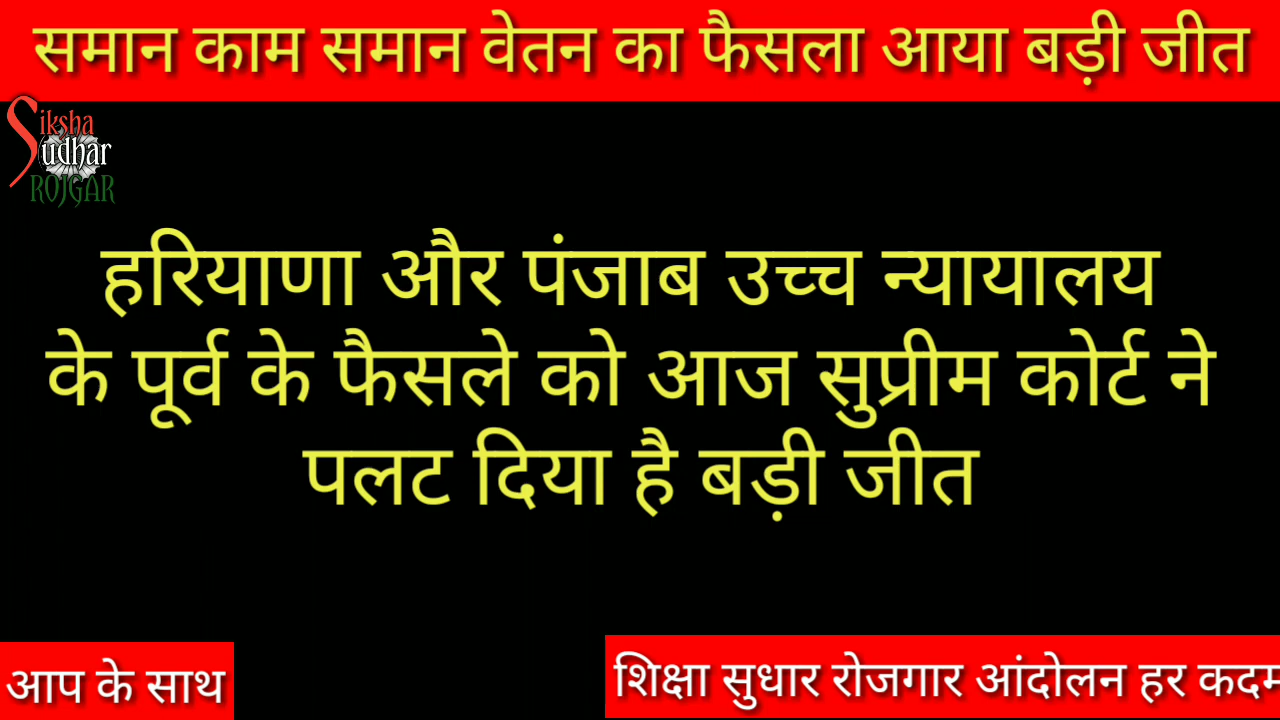 समान काम समान वेतन का फैसला आया बड़ी जीत
Siksha
Sudhar
ROJGAR
हरियाणा और पंजाब उच्च न्यायालय
के पूर्व के फैसले को आज सुप्रीम कोर्ट ने
पलट दिया है बड़ी जीत
आप के साथ
शिक्षा सुधार रोजगार आंदोलन हर कदम